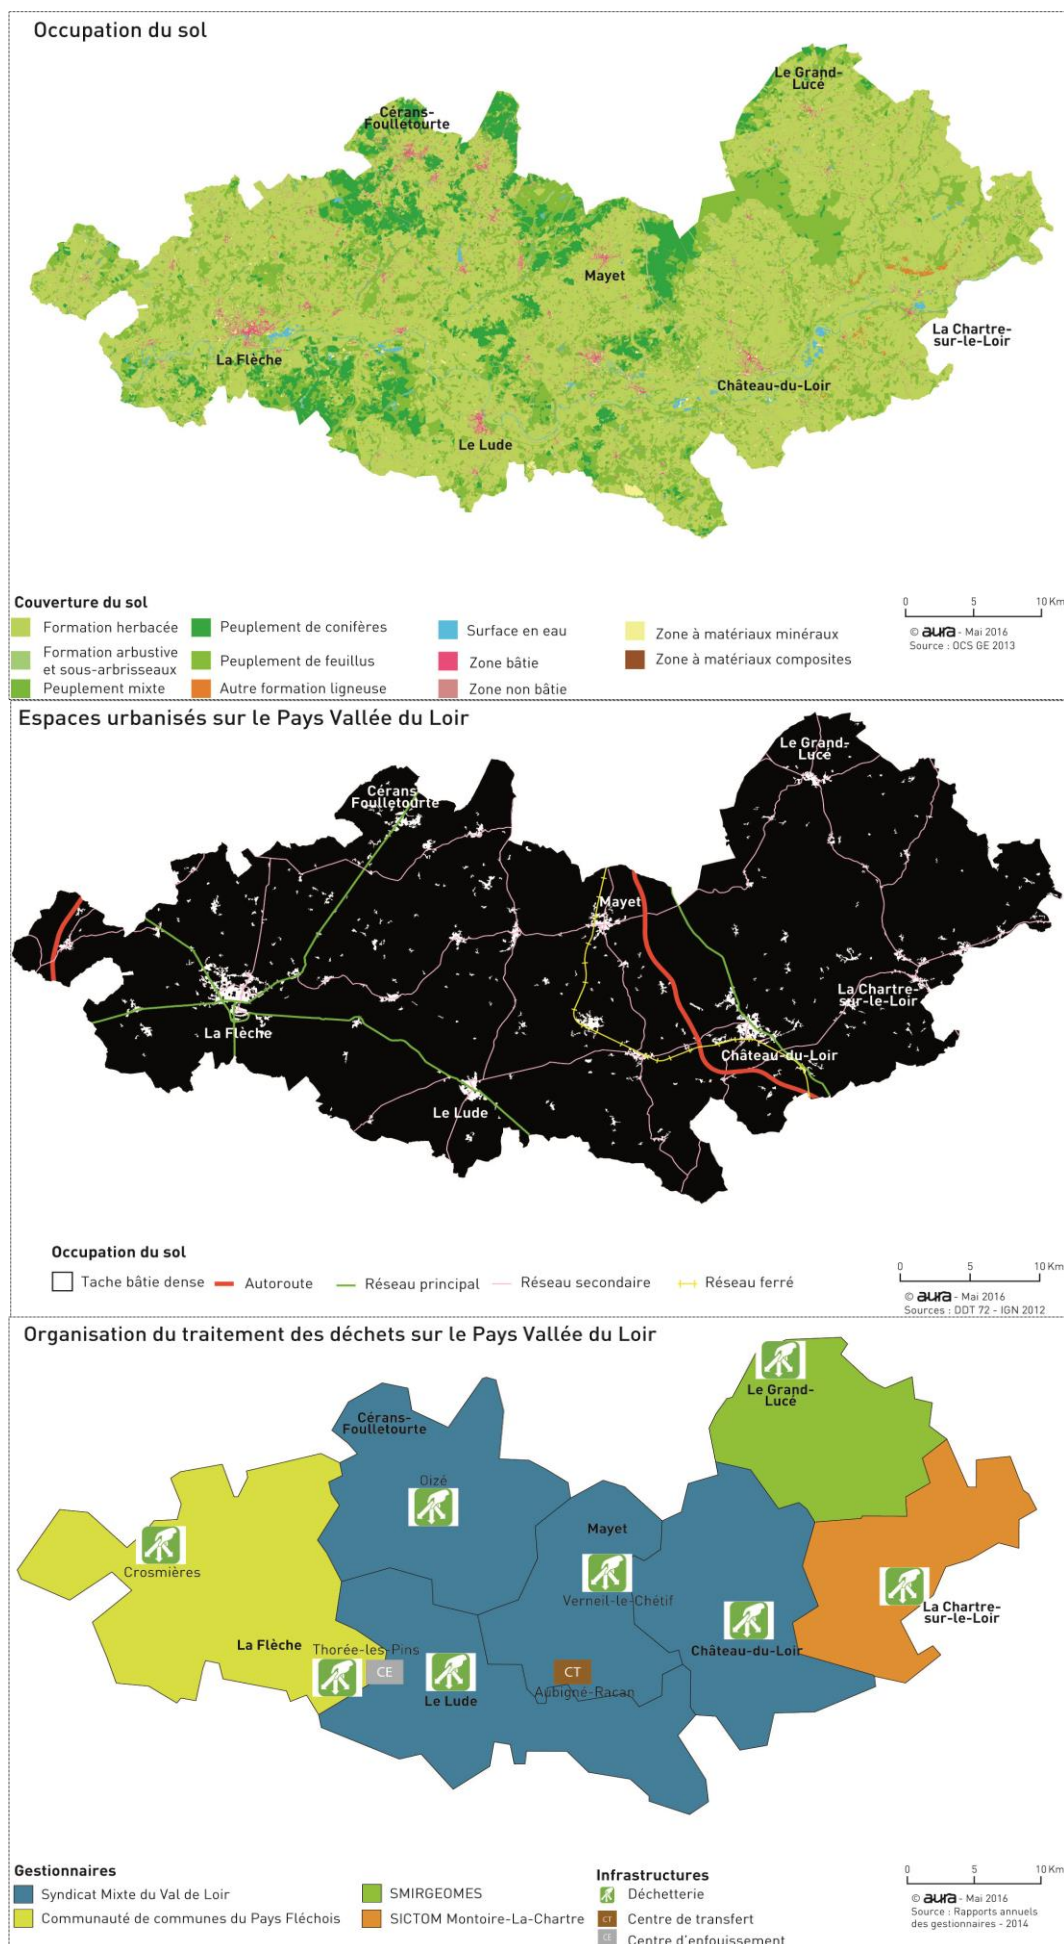 Occupation du sol
Le Grand-
Lucé
Cérans-
Foulletourte
Mayet
La Chartre-
sur-le-Loir
La Flèche
Château-du-Loir
Le Lude
Couverture du sol
Formation herbacée
Formation arbustive
et sous-arbrisseaux
Peuplement mixte
Peuplement de conifères
Peuplement de feuillus
Autre formation ligneuse
Surface en eau
Zone bâtie
Zone non bâtie
Zone à matériaux minéraux
Zone à matériaux composites
0 5 10 Km
© aura - Mai 2016
Source : OCS GE 2013
Espaces urbanisés sur le Pays Vallée du Loir
Le Grand-
Lucé
Cérans
Foulletourte
Mayet
La Chartre-
sur-le-Loir
La Flèche
Château-du-Loir
Le Lude
Occupation du sol
Tache bâtie dense
Autoroute
Réseau principal
Réseau secondaire
Réseau ferré
0 5 10 Km
© aura - Mai 2016
Sources : DDT 72 - IGN 2012
Organisation du traitement des déchets sur le Pays Vallée du Loir
Le Grand-
Lucé
Cérans-
Foulletourte
Oizé
Mayet
Crosmières
Verneil-le-Chétif
La Chartre-
sur-le-Loir
La Flèche
Thorée-les-Pins
Château-du-Loir
CE
CT
Le Lude
Aubigné-Racan
Gestionnaires
Syndicat Mixte du Val de Loir
Communauté de communes du Pays Fléchois
SMIRGEOMES
SICTOM Montoire-La-Chartre
Infrastructures
Déchetterie
CT Centre de transfert
CE Centre d'enfouissement
0 5 10 Km
© aura - Mai 2016
Source : Rapports annuels
des gestionnaires - 2014